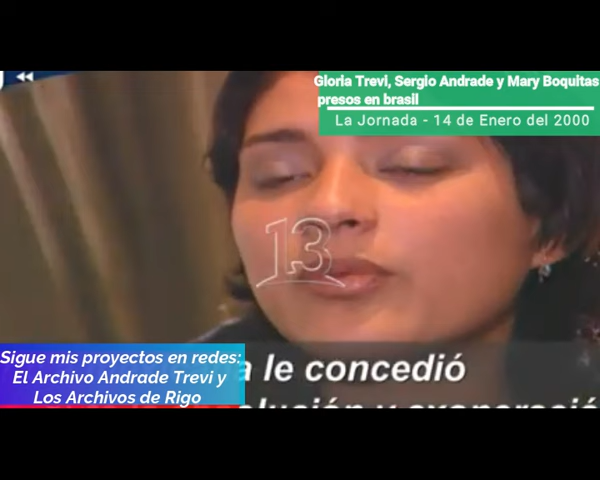 Gloria Trevi, Sergio Andrade y Mary Boquitas
presos en brasil
La Jornada - 14 de Enero del 2000
13
Sigue mis proyectos en redes:
El Archivo Andrade Trevi y
Los Archivos de Rigo
a le concedió
y